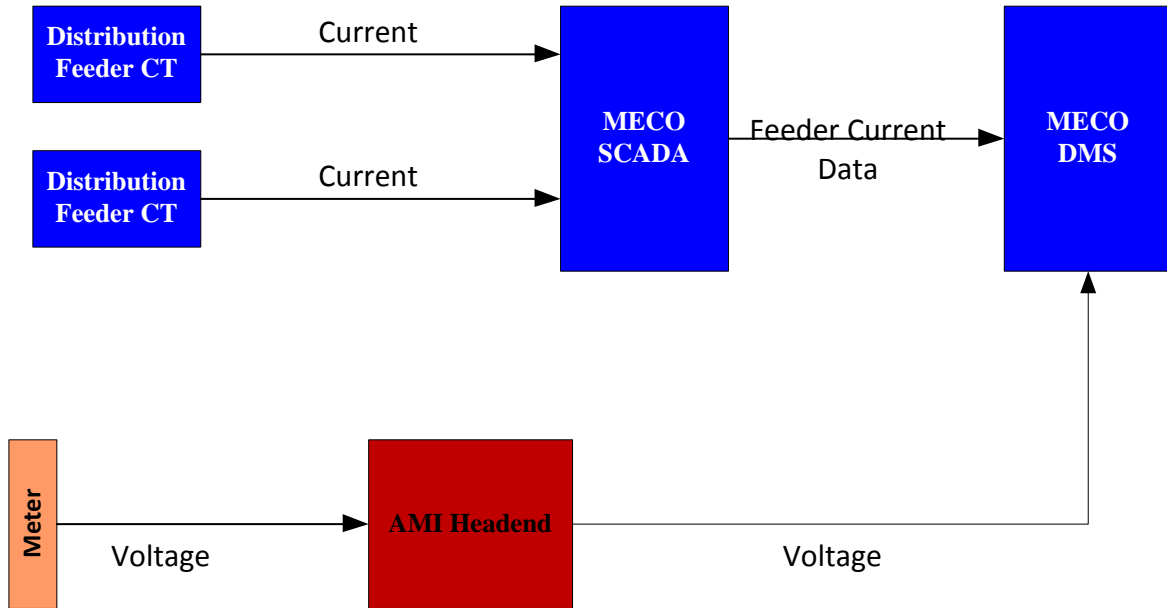 Distribution
Feeder CT
Current
MECO
SCADA
Feeder Current
Data
MECO
DMS
Distribution
Feeder CT
Current
Meter
Voltage
AMI Headend
Voltage